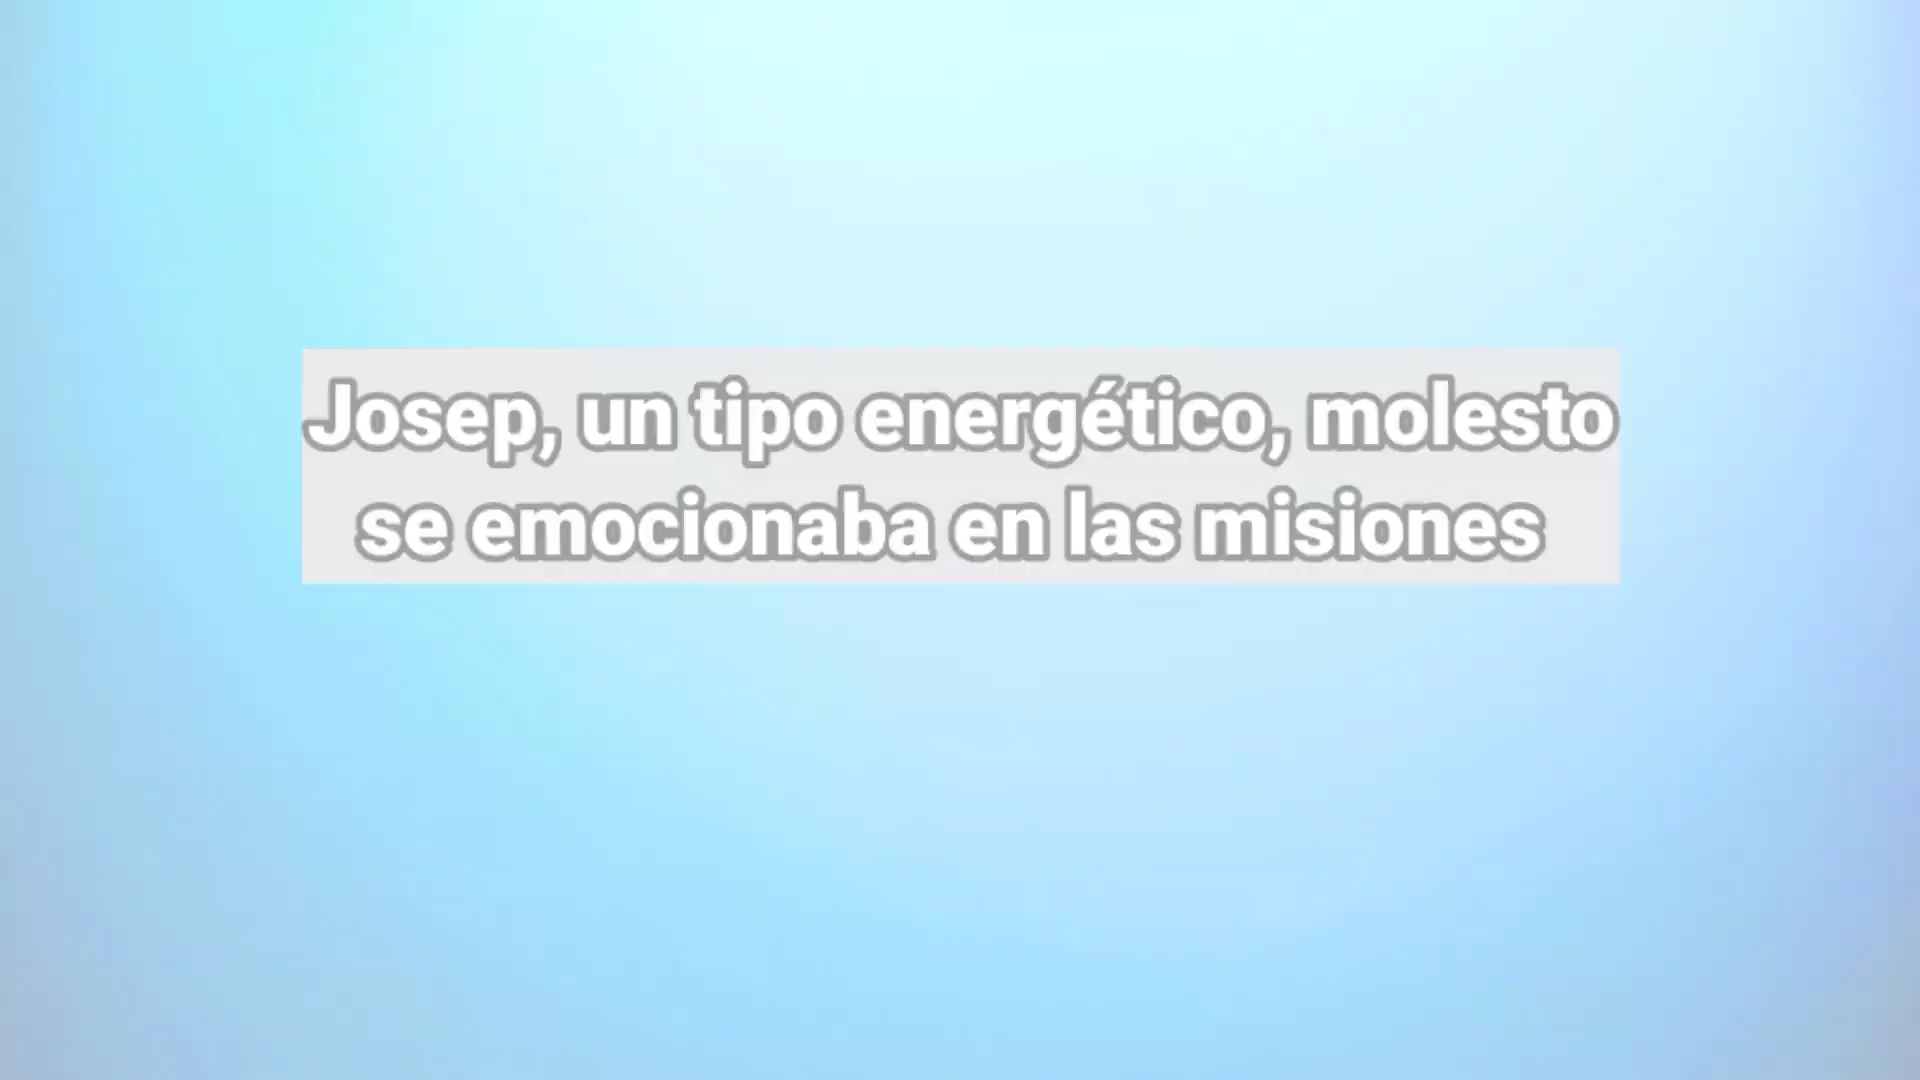 Josep, un tipo energético, molesto
se emocionaba en las misiones